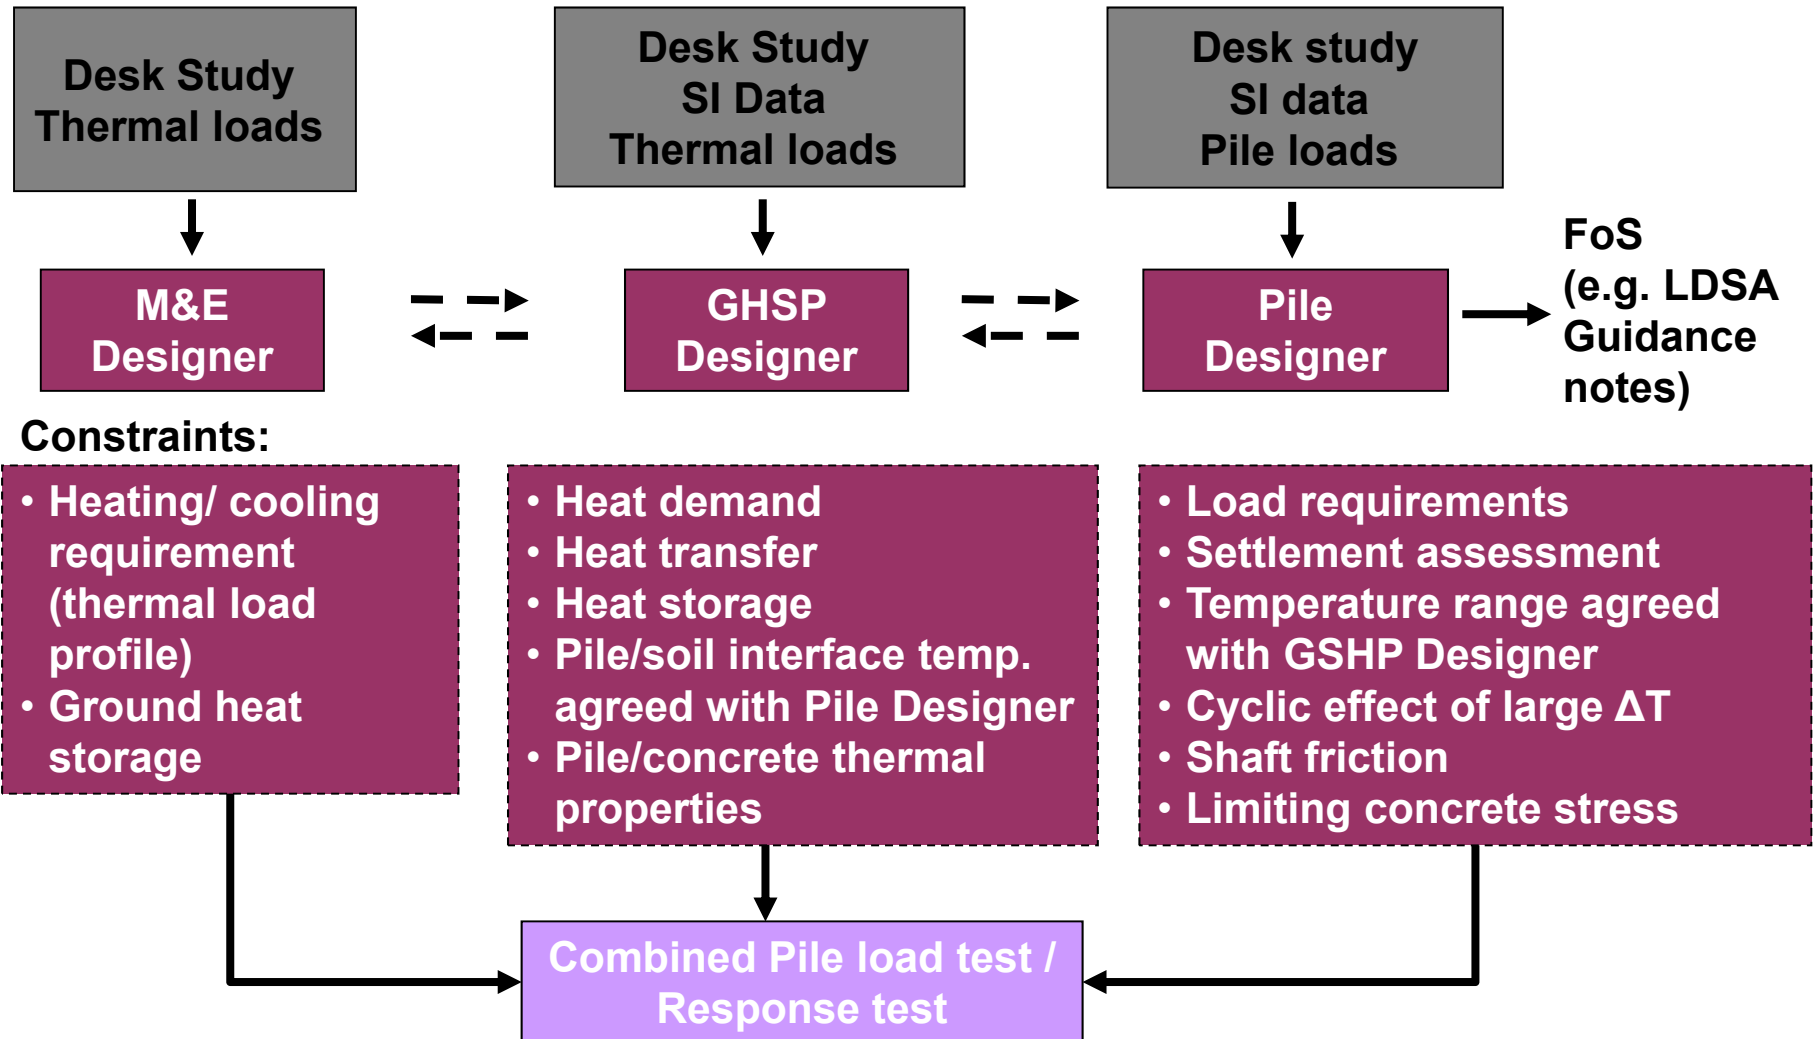 Desk Study
Thermal loads
Desk Study
SI Data
Thermal loads
Desk study
SI data
Pile loads
M&E
Designer
GHSP
Designer
Pile
Designer
FoS
(e.g. LDSA
Guidance
notes)
Constraints:
• Heating/ cooling
requirement
(thermal load
profile)
• Ground heat
storage
• Heat demand
• Heat transfer
• Heat storage
• Pile/soil interface temp.
agreed with Pile Designer
• Pile/concrete thermal
properties
• Load requirements
• Settlement assessment
• Temperature range agreed
with GSHP Designer
• Cyclic effect of large ΔT
• Shaft friction
• Limiting concrete stress
Combined Pile load test /
Response test